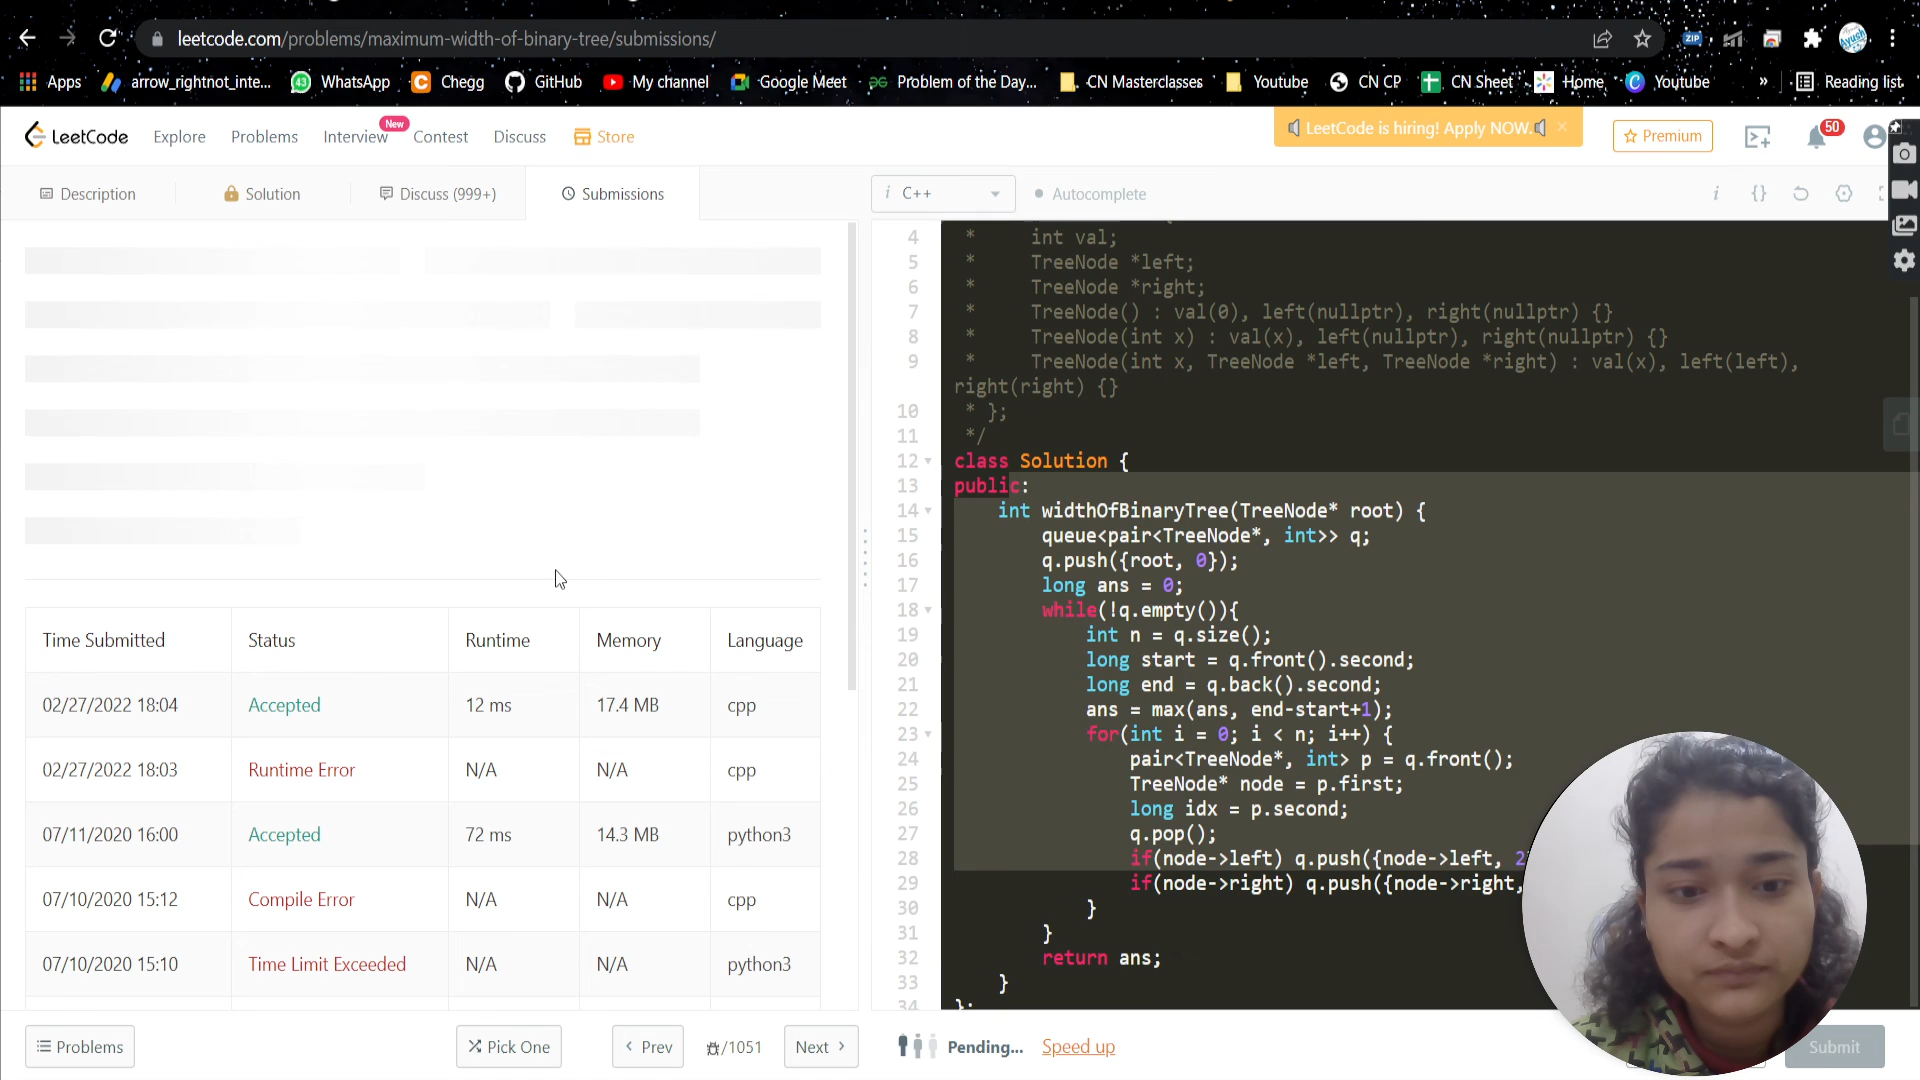 leetcode.com/problems/maximum-width-of-binary-tree/submissions/
ZIP
Ayush
Apps
arrow_rightnot_inte...
43
WhatsApp
Chegg
GitHub
My channel
Google Meet
Problem of the Day...
CN Masterclasses
Youtube
CN CP
CN Sheet
Home
Youtube
»
Reading list
LeetCode
Explore
Problems
Interview
New
Contest
Discuss
Store
LeetCode is hiring! Apply NOW.
Premium
50
Description
Solution
Discuss (999+)
Submissions
i C++
Autocomplete
i {}
4 * int val;
5 * TreeNode *left;
6 * TreeNode *right;
7 * TreeNode() : val(0), left(nullptr), right(nullptr) {}
8 * TreeNode(int x) : val(x), left(nullptr), right(nullptr) {}
9 * TreeNode(int x, TreeNode *left, TreeNode *right) : val(x), left(left),
right(right) {}
10 * };
11 */
12 class Solution {
13 public:
14 int widthOfBinaryTree(TreeNode* root) {
15 queue<pair<TreeNode*, int>> q;
16 q.push({root, 0});
17 long ans = 0;
18 while(!q.empty()){
19 int n = q.size();
20 long start = q.front().second;
21 long end = q.back().second;
22 ans = max(ans, end-start+1);
23 for(int i = 0; i < n; i++) {
24 pair<TreeNode*, int> p = q.front();
25 TreeNode* node = p.first;
26 long idx = p.second;
27 q.pop();
28 if(node->left) q.push({node->left, 2
29 if(node->right) q.push({node->right,
30 }
31 }
32 return ans;
33 }
34 };
Time Submitted Status Runtime Memory Language
02/27/2022 18:04 Accepted 12 ms 17.4 MB cpp
02/27/2022 18:03 Runtime Error N/A N/A cpp
07/11/2020 16:00 Accepted 72 ms 14.3 MB python3
07/10/2020 15:12 Compile Error N/A N/A cpp
07/10/2020 15:10 Time Limit Exceeded N/A N/A python3
Problems
Pick One
Prev
/1051
Next
Pending...
Speed up
Submit